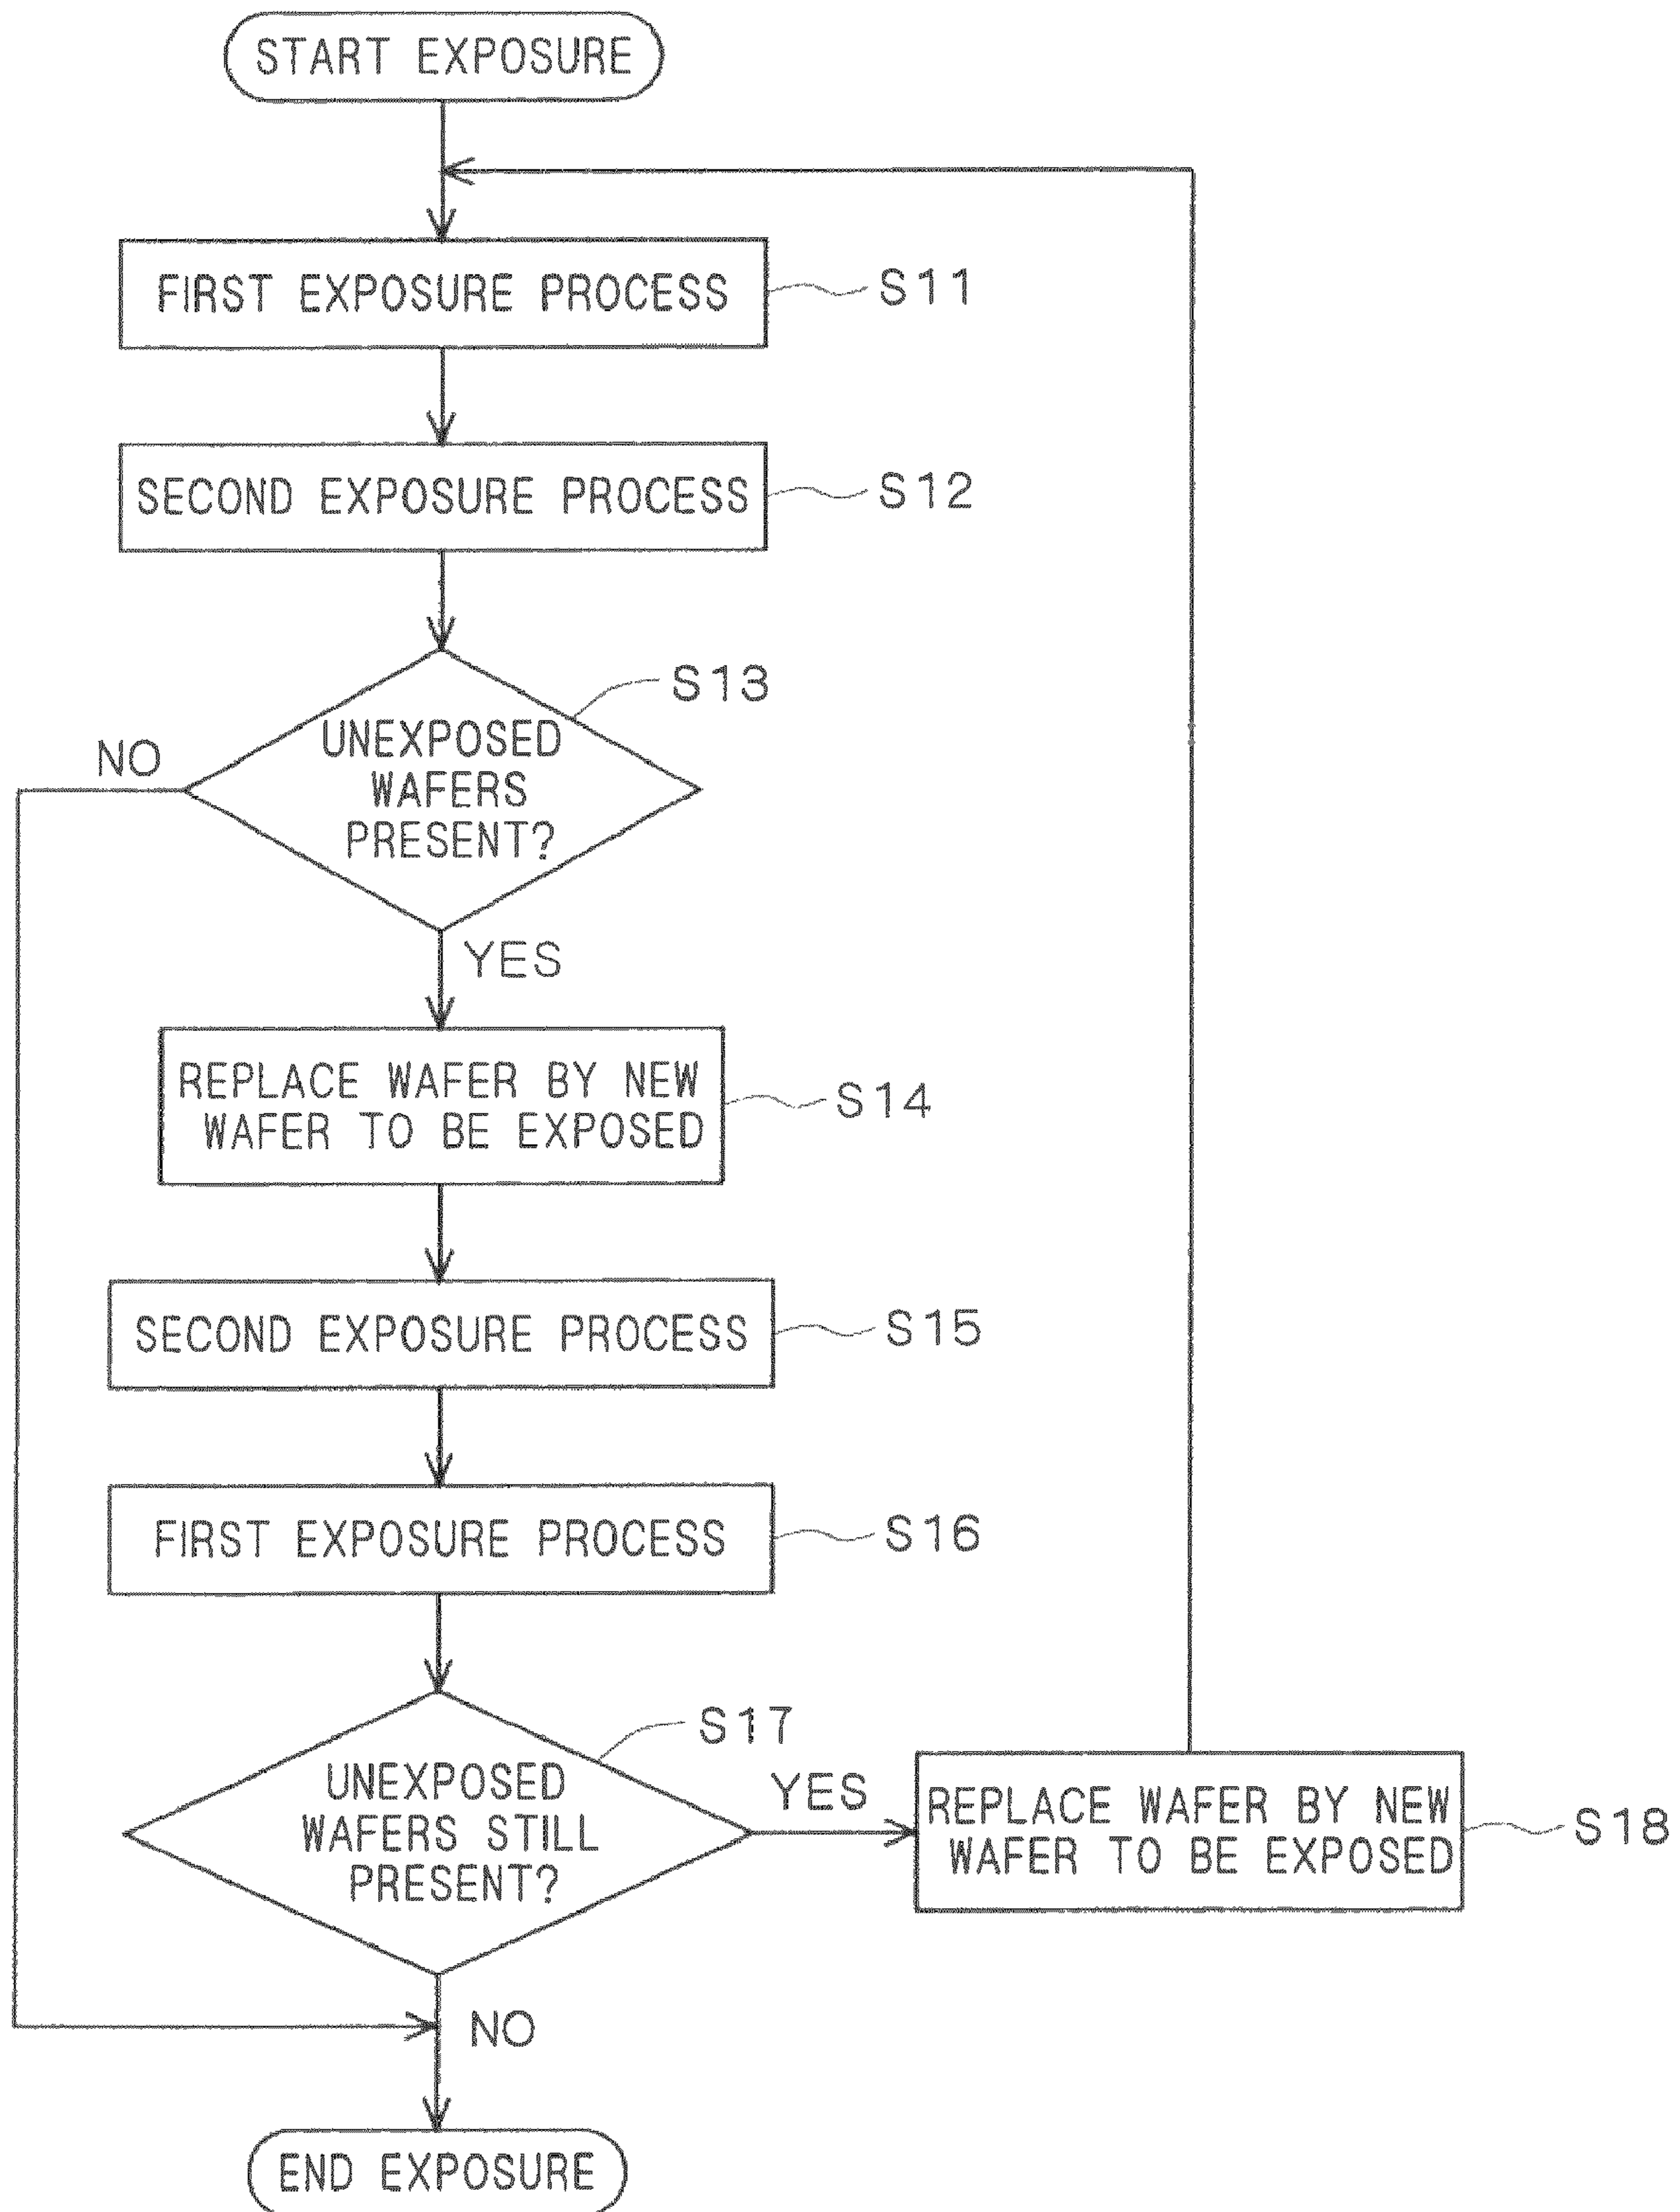 START EXPOSURE
FIRST EXPOSURE PROCESS
S11
SECOND EXPOSURE PROCESS
S12
S13
UNEXPOSED
WAFERS
PRESENT?
NO
YES
REPLACE WAFER BY NEW
WAFER TO BE EXPOSED
S14
SECOND EXPOSURE PROCESS
S15
FIRST EXPOSURE PROCESS
S16
S17
UNEXPOSED
WAFERS STILL
PRESENT?
YES
REPLACE WAFER BY NEW
WAFER TO BE EXPOSED
S18
NO
END EXPOSURE